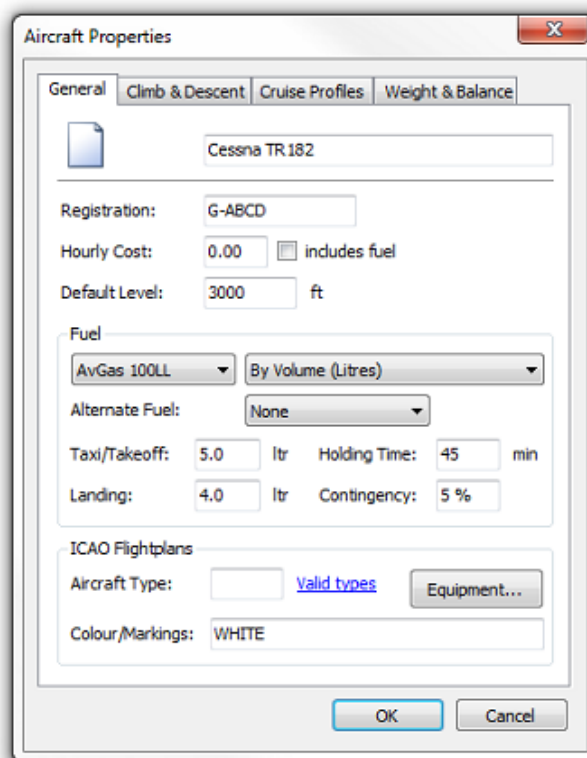 Aircraft Properties
General Climb & Descent Cruise Profiles Weight & Balance
Cessna TR182
Registration: G-ABCD
Hourly Cost: 0.00 includes fuel
Default Level: 3000 ft
Fuel
AvGas 100LL By Volume (Litres)
Alternate Fuel: None
Taxi/Takeoff: 5.0 ltr Holding Time: 45 min
Landing: 4.0 ltr Contingency: 5 %
ICAO Flightplans
Aircraft Type: Valid types Equipment...
Colour/Markings: WHITE
OK Cancel